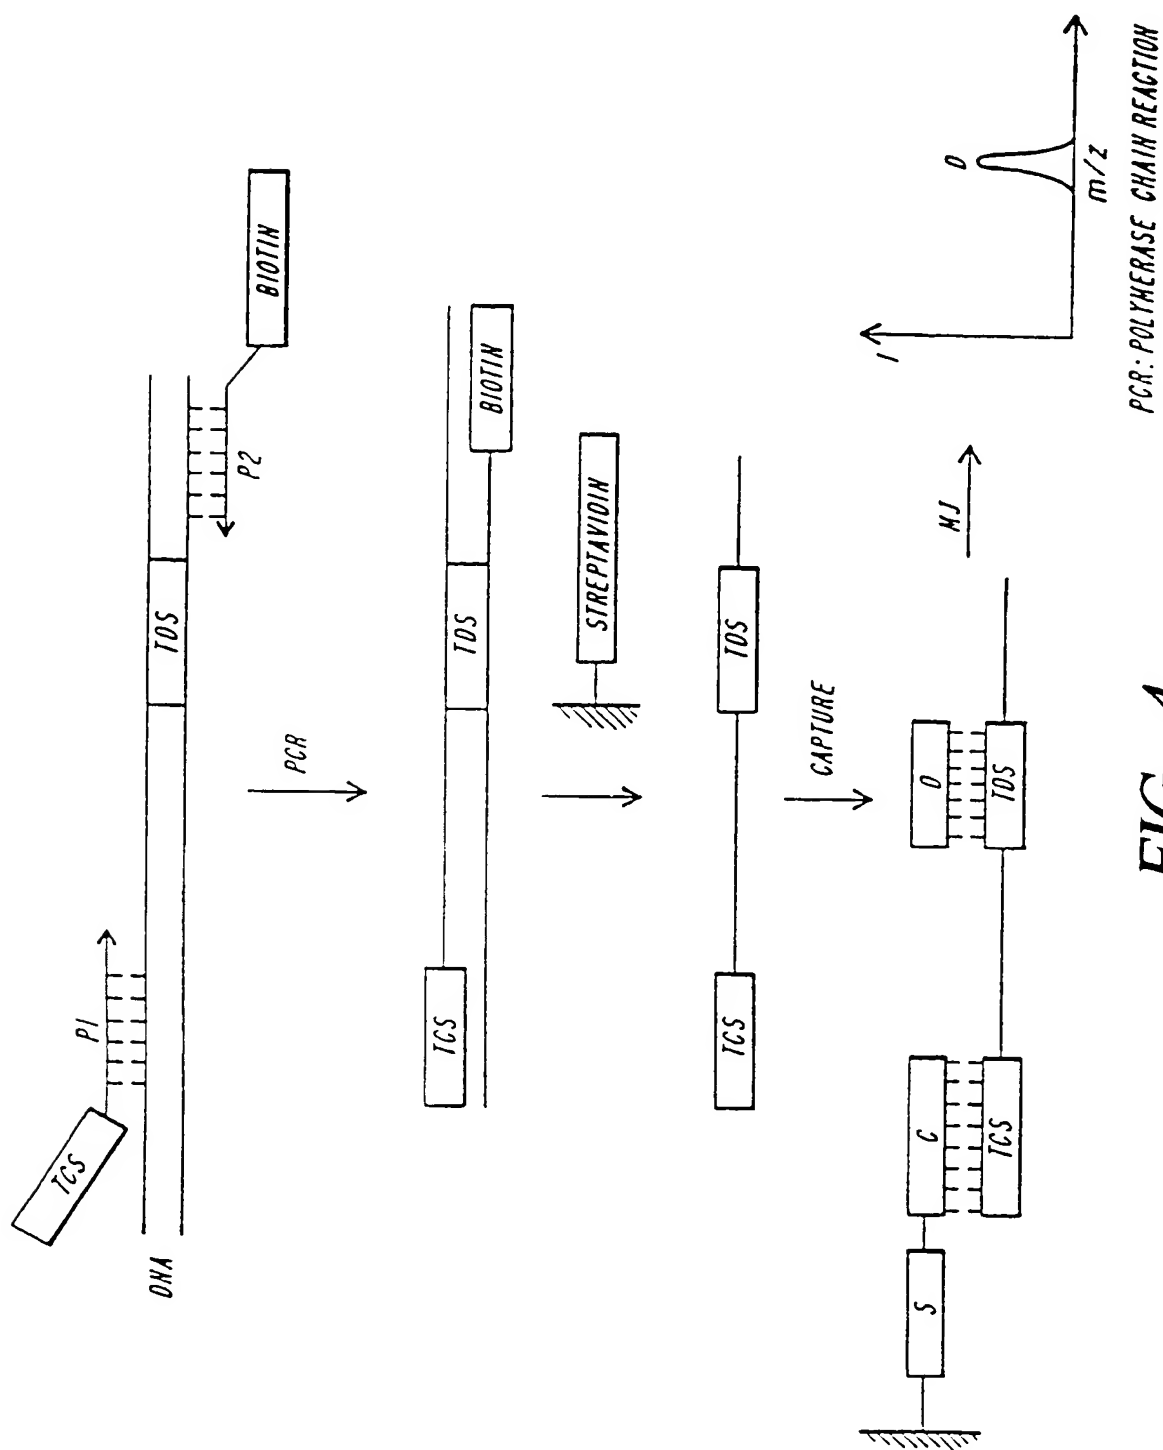 TCS
P1
DNA
TDS
P2
BIOTIN
PCR
TCS
TDS
BIOTIN
STREPTAVIDIN
TCS
TDS
CAPTURE
S
C
TCS
D
TDS
MJ
I
D
m/z
PCR: POLYMERASE CHAIN REACTION
FIG. 4